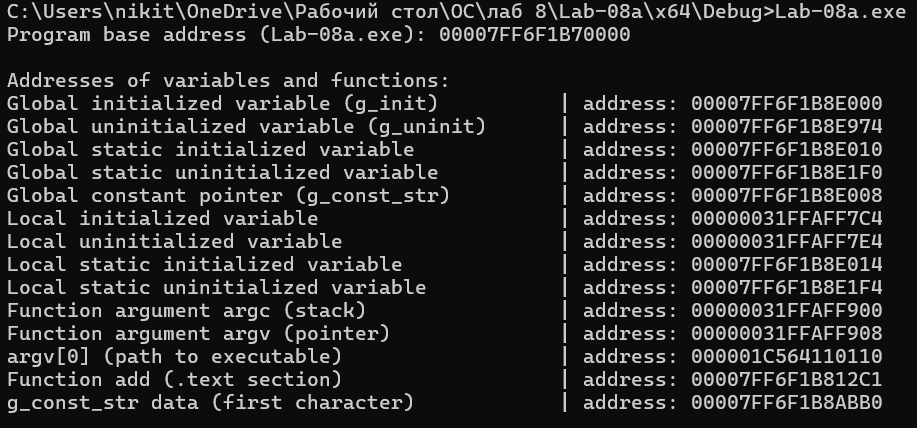 C:\Users\nikit\OneDrive\Рабочий стол\ОС\лаб 8\Lab-08a\x64\Debug>Lab-08a.exe
Program base address (Lab-08a.exe): 00007FF6F1B70000
Addresses of variables and functions:
Global initialized variable (g_init) | address: 00007FF6F1B8E000
Global uninitialized variable (g_uninit) | address: 00007FF6F1B8E974
Global static initialized variable | address: 00007FF6F1B8E010
Global static uninitialized variable | address: 00007FF6F1B8E1F0
Global constant pointer (g_const_str) | address: 00007FF6F1B8E008
Local initialized variable | address: 00000031FFAFF7C4
Local uninitialized variable | address: 00000031FFAFF7E4
Local static initialized variable | address: 00007FF6F1B8E014
Local static uninitialized variable | address: 00007FF6F1B8E1F4
Function argument argc (stack) | address: 00000031FFAFF900
Function argument argv (pointer) | address: 00000031FFAFF908
argv[0] (path to executable) | address: 000001C564110110
Function add (.text section) | address: 00007FF6F1B812C1
g_const_str data (first character) | address: 00007FF6F1B8ABB0